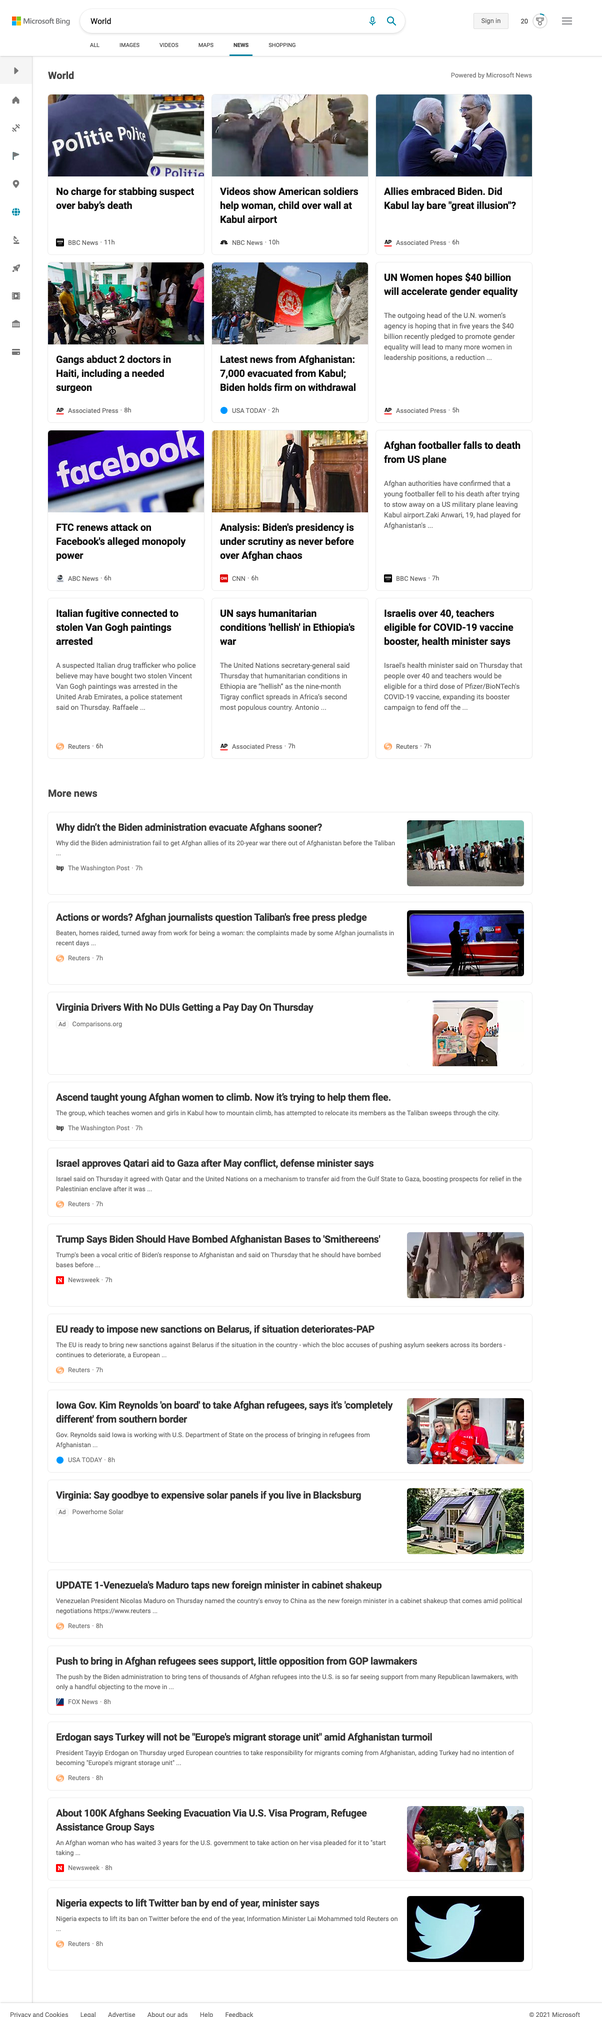 Microsoft Bing
World
Sign in
20
ALL
IMAGES
VIDEOS
MAPS
NEWS
SHOPPING
World
Powered by Microsoft News
Politie Police
Politie
No charge for stabbing suspect
over baby's death
BBC News · 11h
Videos show American soldiers
help woman, child over wall at
Kabul airport
NBC News · 10h
Allies embraced Biden. Did
Kabul lay bare "great illusion"?
AP Associated Press · 6h
Gangs abduct 2 doctors in
Haiti, including a needed
surgeon
AP Associated Press · 8h
Latest news from Afghanistan:
7,000 evacuated from Kabul;
Biden holds firm on withdrawal
USA TODAY · 2h
UN Women hopes $40 billion
will accelerate gender equality
The outgoing head of the U.N. women's
agency is hoping that in five years the $40
billion recently pledged to promote gender
equality will lead to many more women in
leadership positions, a reduction ...
AP Associated Press · 5h
facebook
FTC renews attack on
Facebook's alleged monopoly
power
ABC News · 6h
Analysis: Biden's presidency is
under scrutiny as never before
over Afghan chaos
CNN CNN · 6h
Afghan footballer falls to death
from US plane
Afghan authorities have confirmed that a
young footballer fell to his death after trying
to stow away on a US military plane leaving
Kabul airport.Zaki Anwari, 19, had played for
Afghanistan's ...
BBC News · 7h
Italian fugitive connected to
stolen Van Gogh paintings
arrested
A suspected Italian drug trafficker who police
believe may have bought two stolen Vincent
Van Gogh paintings was arrested in the
United Arab Emirates, a police statement
said on Thursday. Raffaele ...
Reuters · 6h
UN says humanitarian
conditions 'hellish' in Ethiopia's
war
The United Nations secretary-general said
Thursday that humanitarian conditions in
Ethiopia are "hellish" as the nine-month
Tigray conflict spreads in Africa's second
most populous country. Antonio ...
AP Associated Press · 7h
Israelis over 40, teachers
eligible for COVID-19 vaccine
booster, health minister says
Israel's health minister said on Thursday that
people over 40 and teachers would be
eligible for a third dose of Pfizer/BioNTech's
COVID-19 vaccine, expanding its booster
campaign to fend off the ...
Reuters · 7h
More news
Why didn't the Biden administration evacuate Afghans sooner?
Why did the Biden administration fail to get Afghan allies of its 20-year war there out of Afghanistan before the Taliban
...
wp The Washington Post · 7h
Actions or words? Afghan journalists question Taliban's free press pledge
Beaten, homes raided, turned away from work for being a woman: the complaints made by some Afghan journalists in
recent days ...
Reuters · 7h
Virginia Drivers With No DUIs Getting a Pay Day On Thursday
Ad Comparisons.org
Ascend taught young Afghan women to climb. Now it's trying to help them flee.
The group, which teaches women and girls in Kabul how to mountain climb, has attempted to relocate its members as the Taliban sweeps through the city.
wp The Washington Post · 7h
Israel approves Qatari aid to Gaza after May conflict, defense minister says
Israel said on Thursday it agreed with Qatar and the United Nations on a mechanism to transfer aid from the Gulf State to Gaza, boosting prospects for relief in the
Palestinian enclave after it was ...
Reuters · 7h
Trump Says Biden Should Have Bombed Afghanistan Bases to 'Smithereens'
Trump's been a vocal critic of Biden's response to Afghanistan and said on Thursday that he should have bombed
bases before ...
N Newsweek · 7h
EU ready to impose new sanctions on Belarus, if situation deteriorates-PAP
The EU is ready to bring new sanctions against Belarus if the situation in the country - which the bloc accuses of pushing asylum seekers across its borders -
continues to deteriorate, a European ...
Reuters · 7h
Iowa Gov. Kim Reynolds 'on board' to take Afghan refugees, says it's 'completely
different' from southern border
Gov. Reynolds said Iowa is working with U.S. Department of State on the process of bringing in refugees from
Afghanistan ...
USA TODAY · 8h
Virginia: Say goodbye to expensive solar panels if you live in Blacksburg
Ad Powerhome Solar
UPDATE 1-Venezuela's Maduro taps new foreign minister in cabinet shakeup
Venezuelan President Nicolas Maduro on Thursday named the country's envoy to China as the new foreign minister in a cabinet shakeup that comes amid political
negotiations https://www.reuters ...
Reuters · 8h
Push to bring in Afghan refugees sees support, little opposition from GOP lawmakers
The push by the Biden administration to bring tens of thousands of Afghan refugees into the U.S. is so far seeing support from many Republican lawmakers, with
only a handful objecting to the move in ...
FOX News · 8h
Erdogan says Turkey will not be "Europe's migrant storage unit" amid Afghanistan turmoil
President Tayyip Erdogan on Thursday urged European countries to take responsibility for migrants coming from Afghanistan, adding Turkey had no intention of
becoming "Europe's migrant storage unit" ...
Reuters · 8h
About 100K Afghans Seeking Evacuation Via U.S. Visa Program, Refugee
Assistance Group Says
An Afghan woman who has waited 3 years for the U.S. government to take action on her visa pleaded for it to "start
taking ...
N Newsweek · 8h
Nigeria expects to lift Twitter ban by end of year, minister says
Nigeria expects to lift its ban on Twitter before the end of the year, Information Minister Lai Mohammed told Reuters on
...
Reuters · 8h
Privacy and Cookies
Legal
Advertise
About our ads
Help
Feedback
© 2021 Microsoft